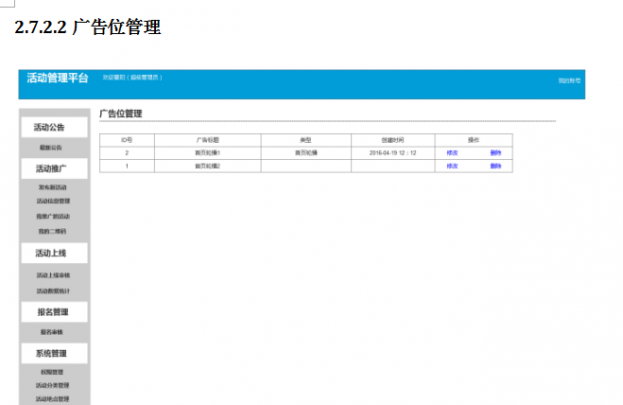 2.7.2.2 广告位管理
活动管理平台
欢迎登陆（超级管理员）
我的账号
活动公告
最新公告
活动推广
发布新活动
活动信息管理
我推广的活动
我的二维码
活动上线
活动上线审核
活动数据统计
报名管理
报名审核
系统管理
权限管理
活动分类管理
活动地点管理
广告位管理
ID号 广告标题 类型 创建时间 操作
2 首页轮播1 首页轮播 2016-04-19 12：12 修改 删除
1 首页轮播2 修改 删除